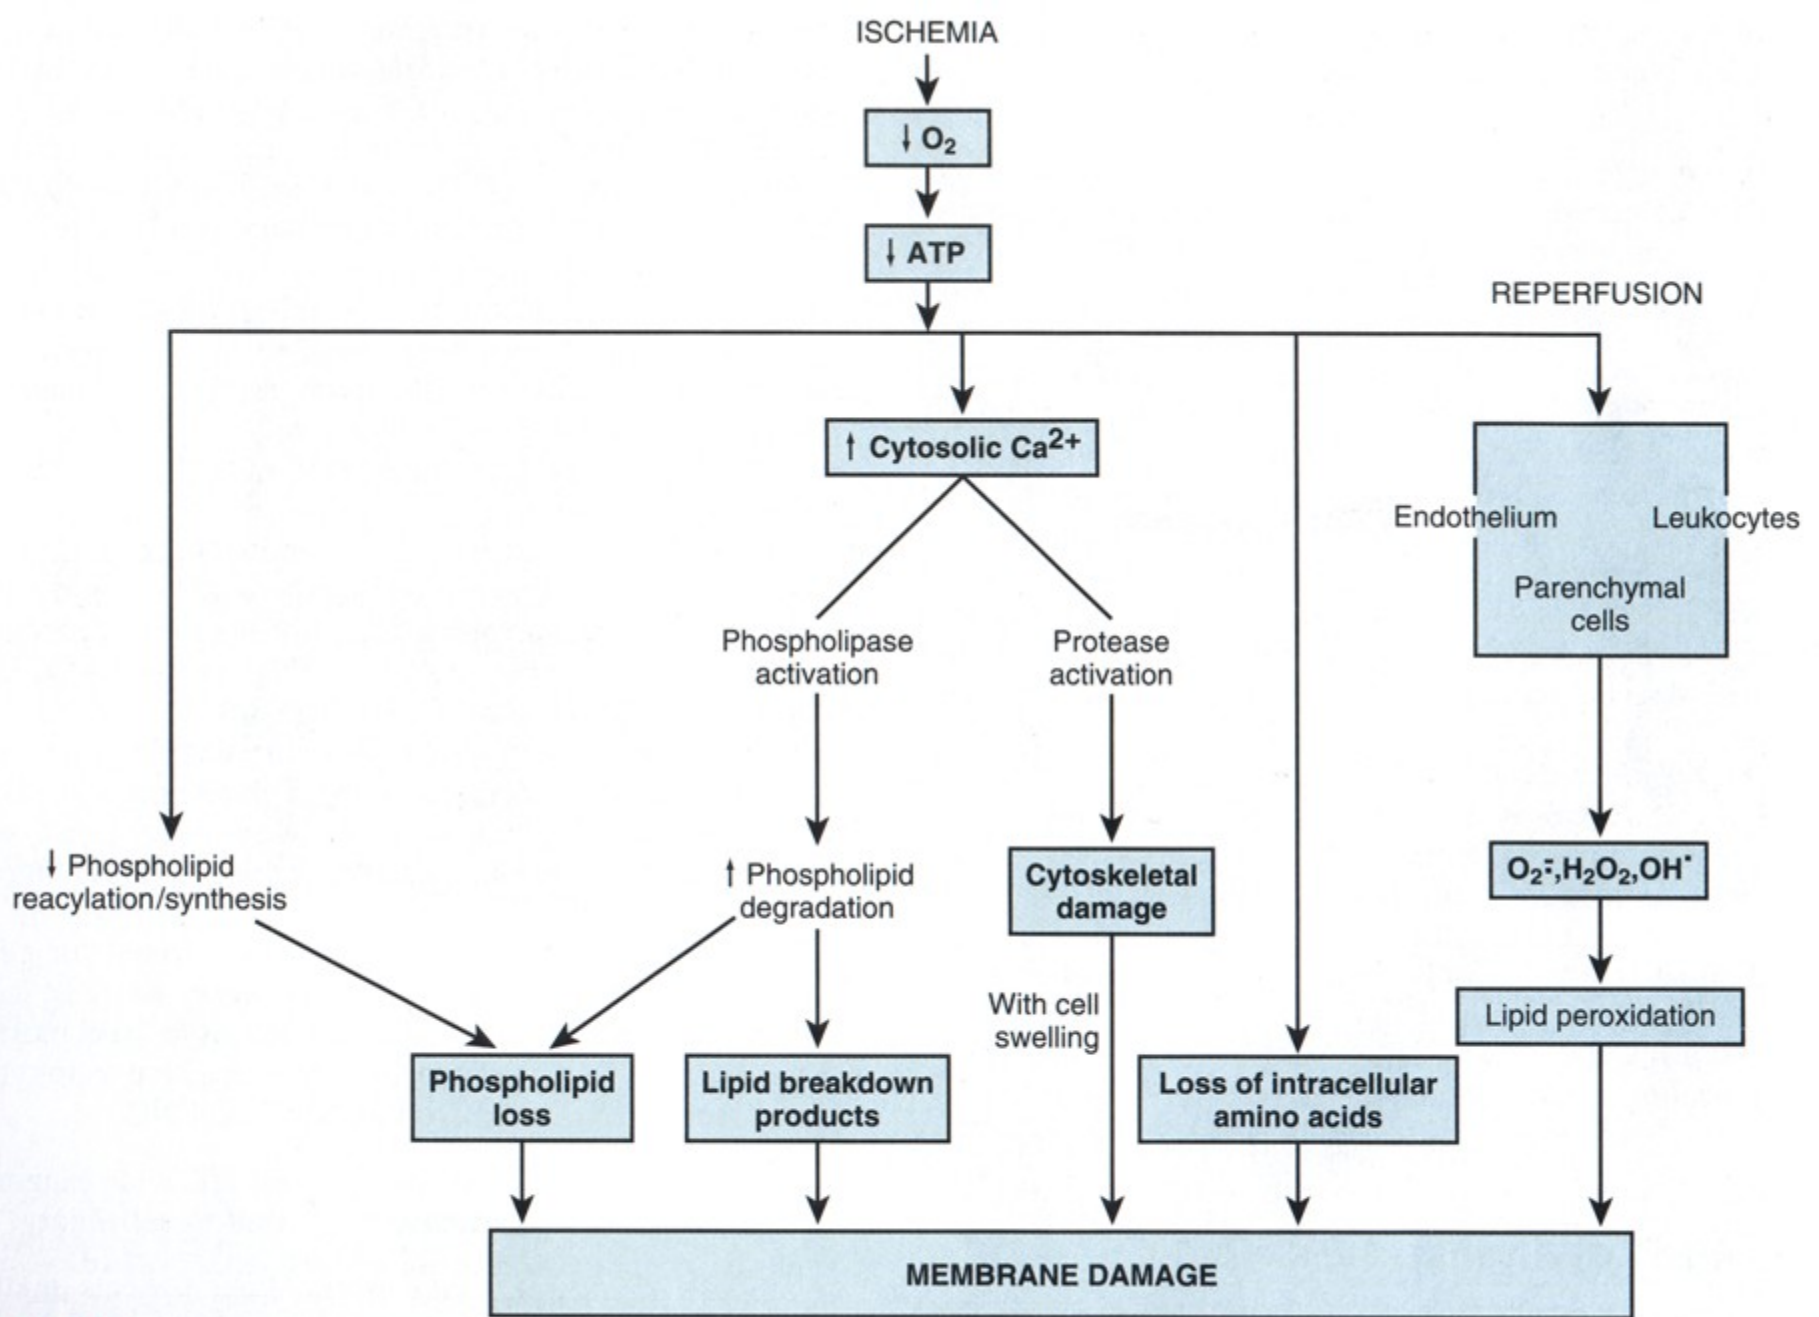 ISCHEMIA
↓ O₂
↓ ATP
REPERFUSION
↑ Cytosolic Ca²⁺
Endothelium
Leukocytes
Parenchymal
cells
Phospholipase
activation
Protease
activation
↓ Phospholipid
reacylation/synthesis
↑ Phospholipid
degradation
Cytoskeletal
damage
O₂⨪,H₂O₂,OH˙
With cell
swelling
Lipid peroxidation
Phospholipid
loss
Lipid breakdown
products
Loss of intracellular
amino acids
MEMBRANE DAMAGE